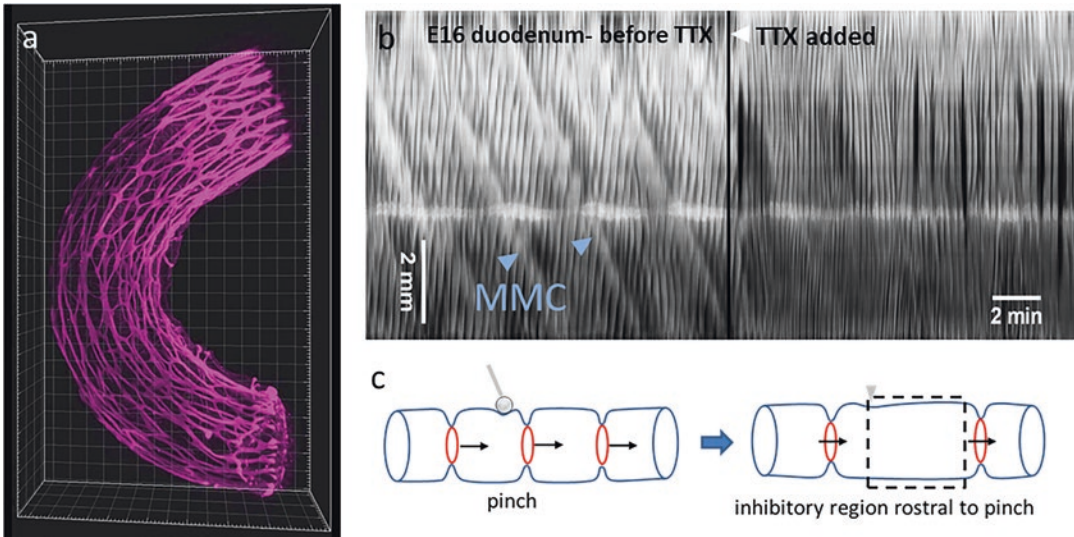 a
b
E16 duodenum- before TTX
TTX added
MMC
2 mm
2 min
c
pinch
inhibitory region rostral to pinch